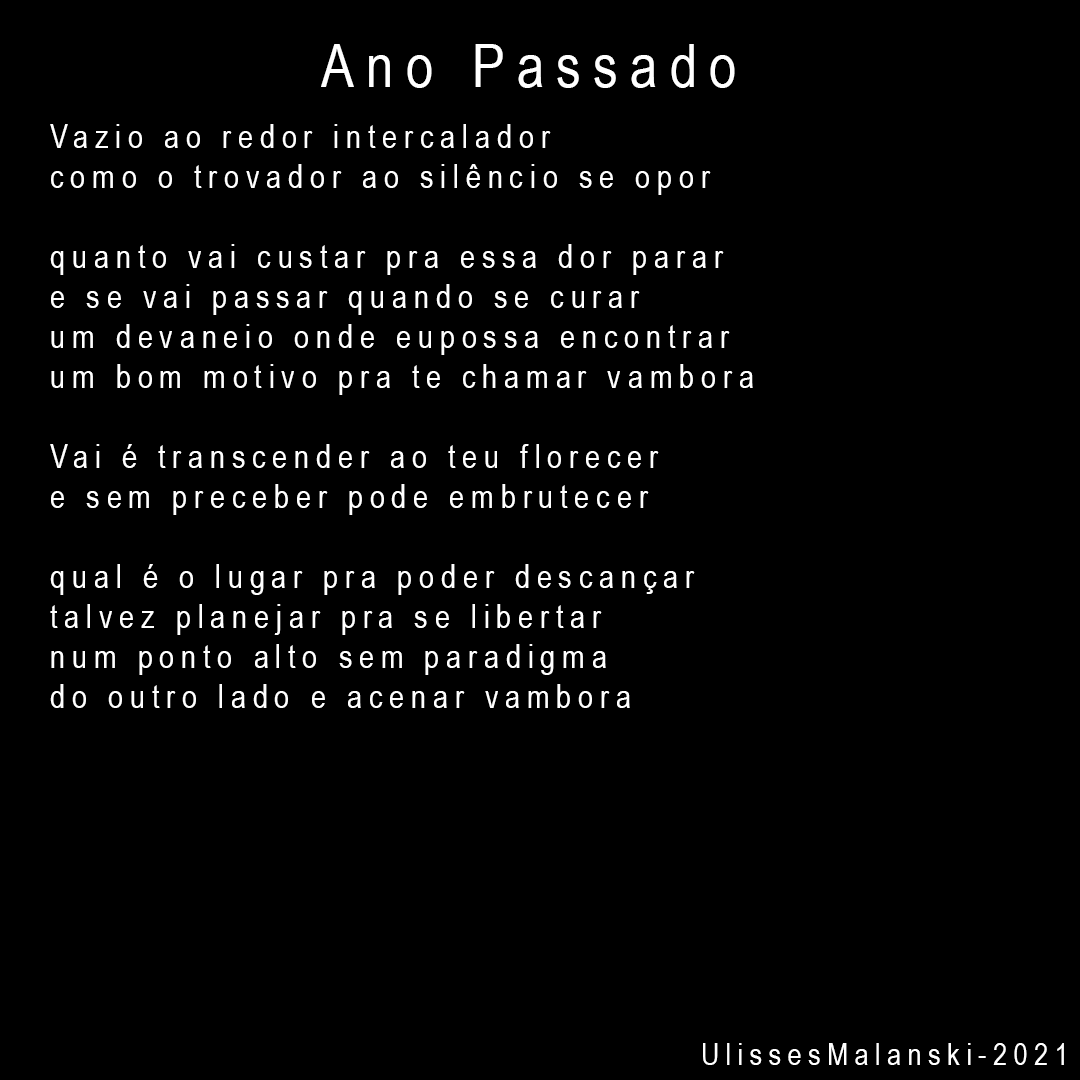 Ano Passado
Vazio ao redor intercalador
como o trovador ao silêncio se opor
quanto vai custar pra essa dor parar
e se vai passar quando se curar
um devaneio onde eupossa encontrar
um bom motivo pra te chamar vambora
Vai é transcender ao teu florecer
e sem preceber pode embrutecer
qual é o lugar pra poder descançar
talvez planejar pra se libertar
num ponto alto sem paradigma
do outro lado e acenar vambora
UlissesMalanski-2021